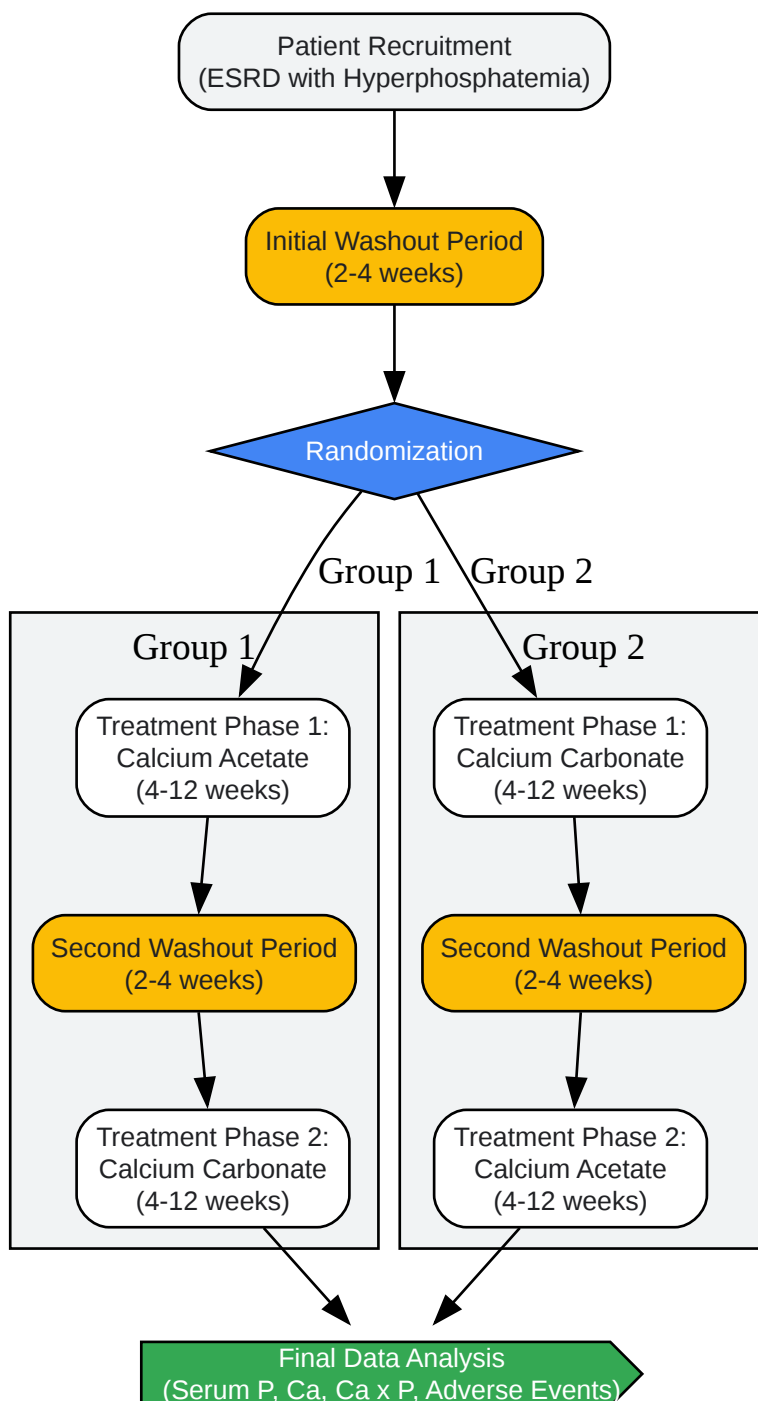 Patient Recruitment
(ESRD with Hyperphosphatemia)
Initial Washout Period
(2-4 weeks)
Randomization
Group 1
Group 2
Group 1
Treatment Phase 1:
Calcium Acetate
(4-12 weeks)
Second Washout Period
(2-4 weeks)
Treatment Phase 2:
Calcium Carbonate
(4-12 weeks)
Group 2
Treatment Phase 1:
Calcium Carbonate
(4-12 weeks)
Second Washout Period
(2-4 weeks)
Treatment Phase 2:
Calcium Acetate
(4-12 weeks)
Final Data Analysis
(Serum P, Ca, Ca x P, Adverse Events)